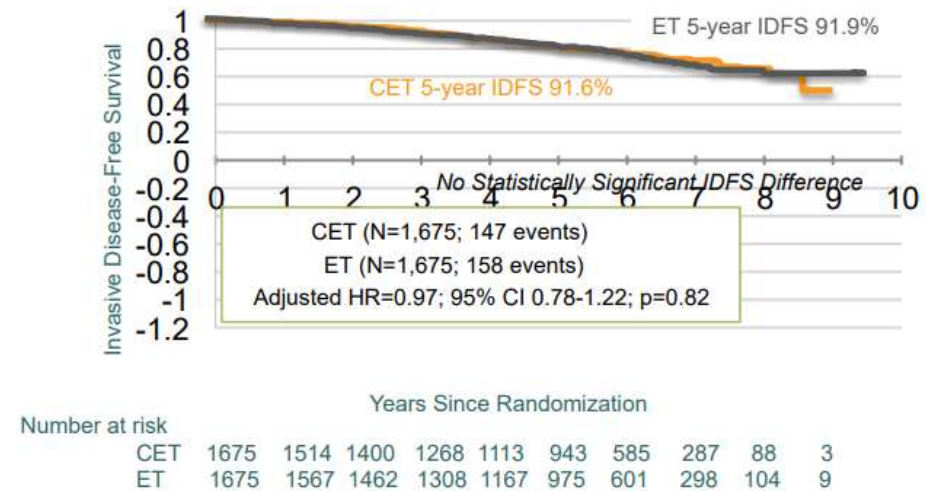 Invasive Disease-Free Survival
1
0.8
0.6
0.4
0.2
0
-0.2
-0.4
-0.6
-0.8
-1
-1.2
ET 5-year IDFS 91.9%
CET 5-year IDFS 91.6%
No Statistically Significant IDFS Difference
0 1 2 3 4 5 6 7 8 9 10
CET (N=1,675; 147 events)
ET (N=1,675; 158 events)
Adjusted HR=0.97; 95% CI 0.78-1.22; p=0.82
Years Since Randomization
Number at risk
CET 1675 1514 1400 1268 1113 943 585 287 88 3
ET 1675 1567 1462 1308 1167 975 601 298 104 9